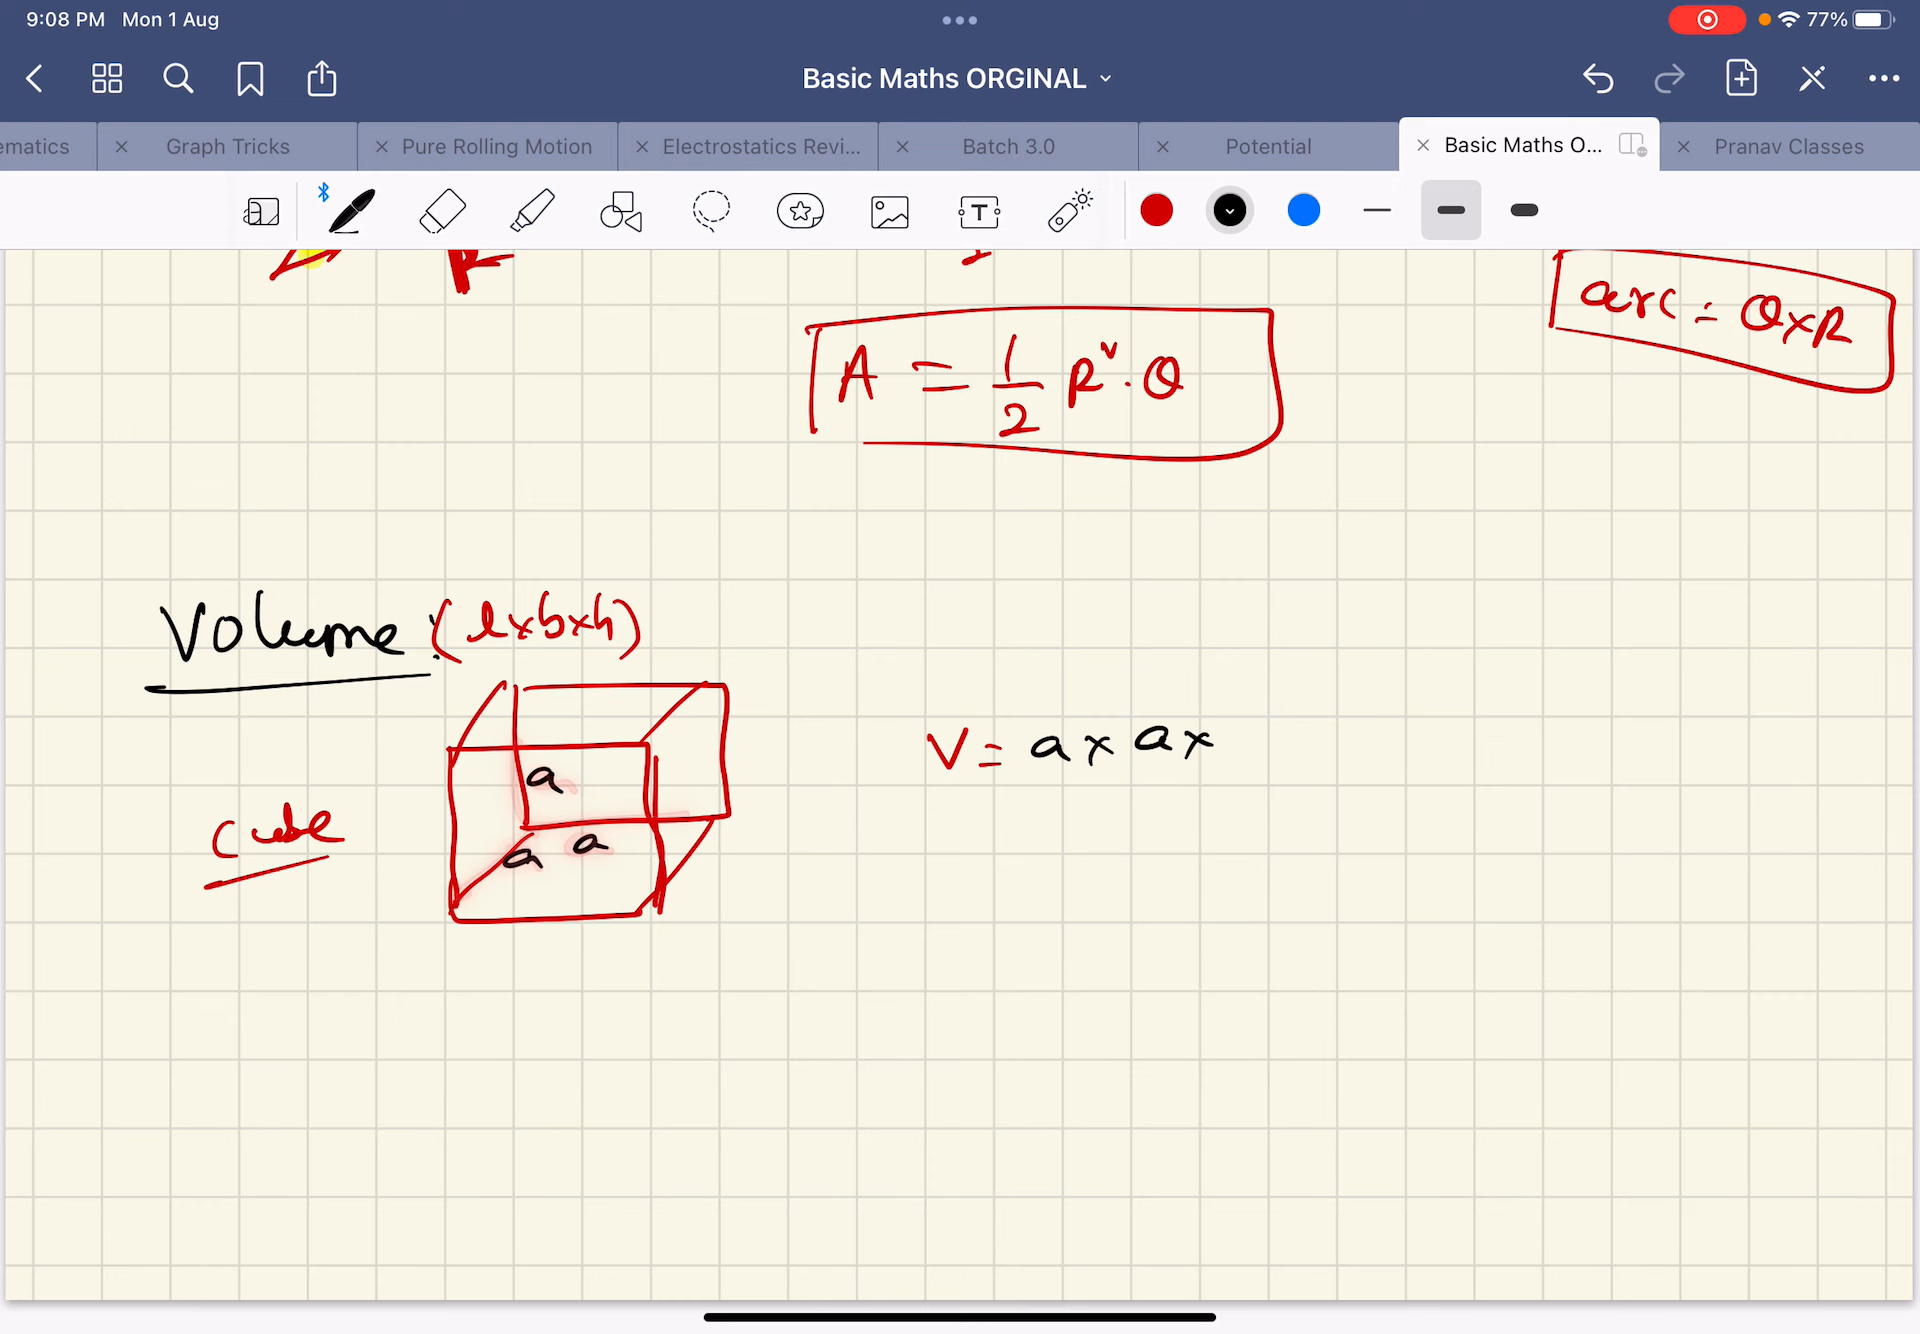 9:08 PM Mon 1 Aug
77%
Basic Maths ORGINAL
ematics
Graph Tricks
Pure Rolling Motion
Electrostatics Revi...
Batch 3.0
Potential
Basic Maths O...
Pranav Classes
arc = θ×R
A = 1/2 R² · θ
Volume : (l×b×h)
a
V = a × a ×
cube
a a